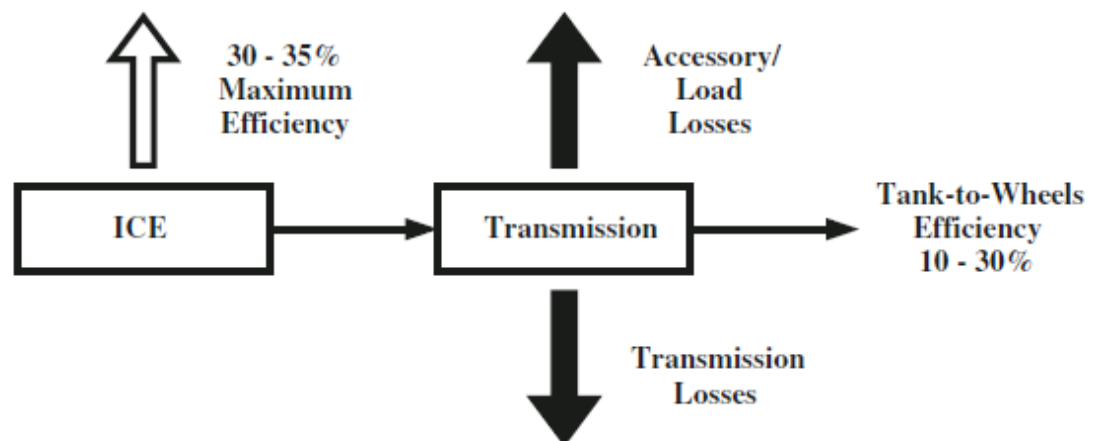 30 - 35%
Maximum
Efficiency
Accessory/
Load
Losses
ICE
Transmission
Tank-to-Wheels
Efficiency
10 - 30%
Transmission
Losses